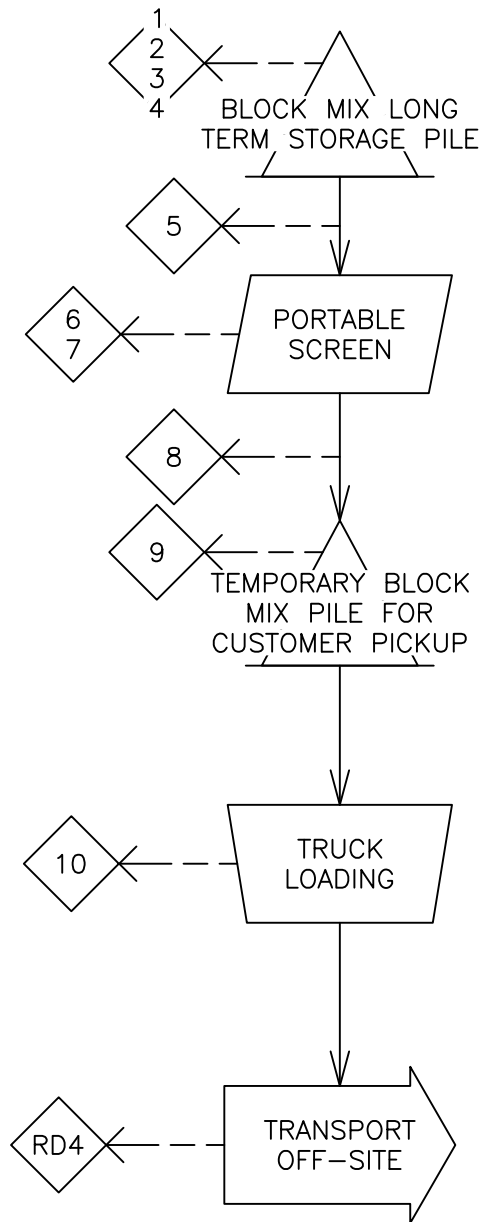 1
2
3
4
BLOCK MIX LONG
TERM STORAGE PILE
5
6
7
PORTABLE
SCREEN
8
9
TEMPORARY BLOCK
MIX PILE FOR
CUSTOMER PICKUP
10
TRUCK
LOADING
RD4
TRANSPORT
OFF-SITE